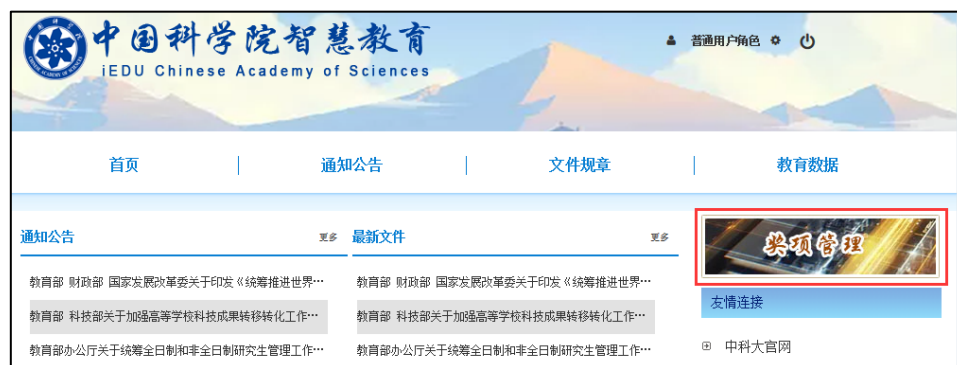 中国科学院智慧教育
iEDU Chinese Academy of Sciences
普通用户角色
首页
通知公告
文件规章
教育数据
通知公告
更多
最新文件
更多
奖项管理
教育部 财政部 国家发展改革委关于印发《统筹推进世界…
教育部 财政部 国家发展改革委关于印发《统筹推进世界…
友情连接
教育部 科技部关于加强高等学校科技成果转移转化工作…
教育部 科技部关于加强高等学校科技成果转移转化工作…
教育部办公厅关于统筹全日制和非全日制研究生管理工作…
教育部办公厅关于统筹全日制和非全日制研究生管理工作…
中科大官网